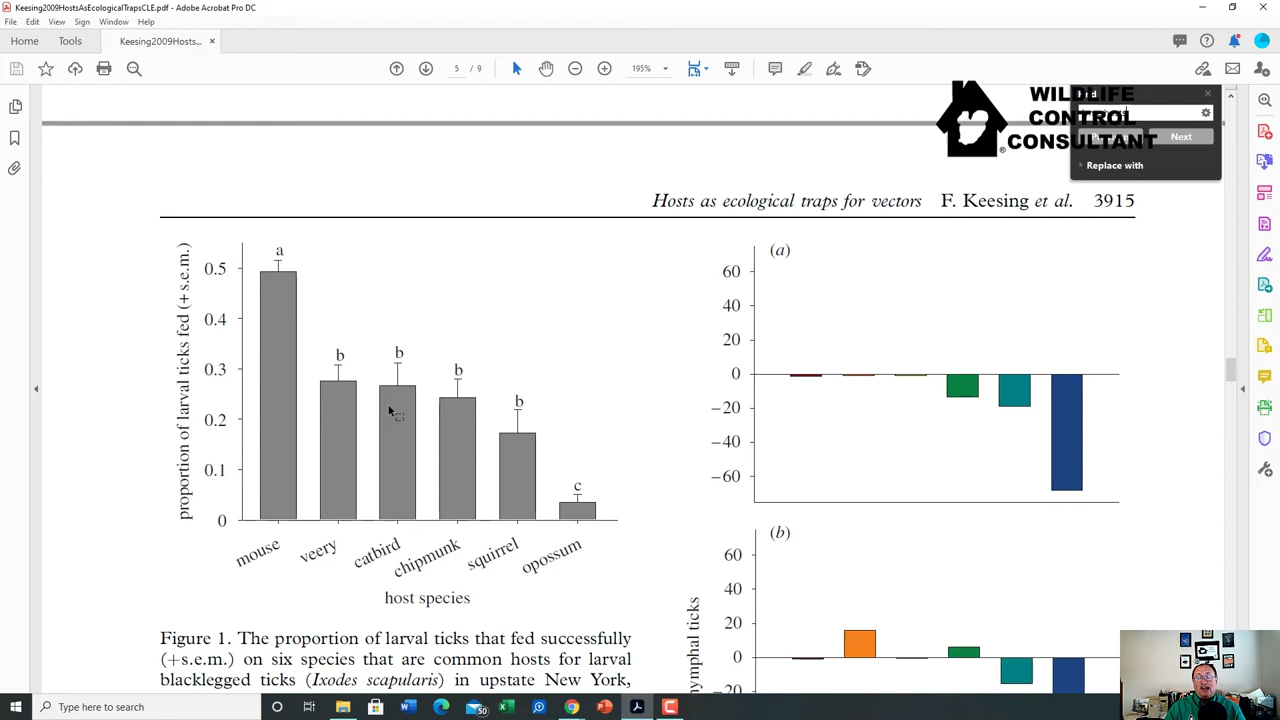 Keesing2009HostsAsEcologicalTrapsCLE.pdf - Adobe Acrobat Pro DC
File Edit View Sign Window Help
Home Tools Keesing2009Hosts... ×
5 / 9 195%
WILDLIFE
CONTROL
CONSULTANT
®
Find
Next
Replace with
Hosts as ecological traps for vectors F. Keesing et al. 3915
proportion of larval ticks fed (+ s.e.m.)
0.5
0.4
0.3
0.2
0.1
0
a
b
b
b
b
c
mouse
veery
catbird
chipmunk
squirrel
opossum
host species
Figure 1. The proportion of larval ticks that fed successfully
(+s.e.m.) on six species that are common hosts for larval
blacklegged ticks (Ixodes scapularis) in upstate New York,
(a)
60
40
20
0
−20
−40
−60
(b)
60
40
20
0
−20
nymphal ticks
Type here to search
50